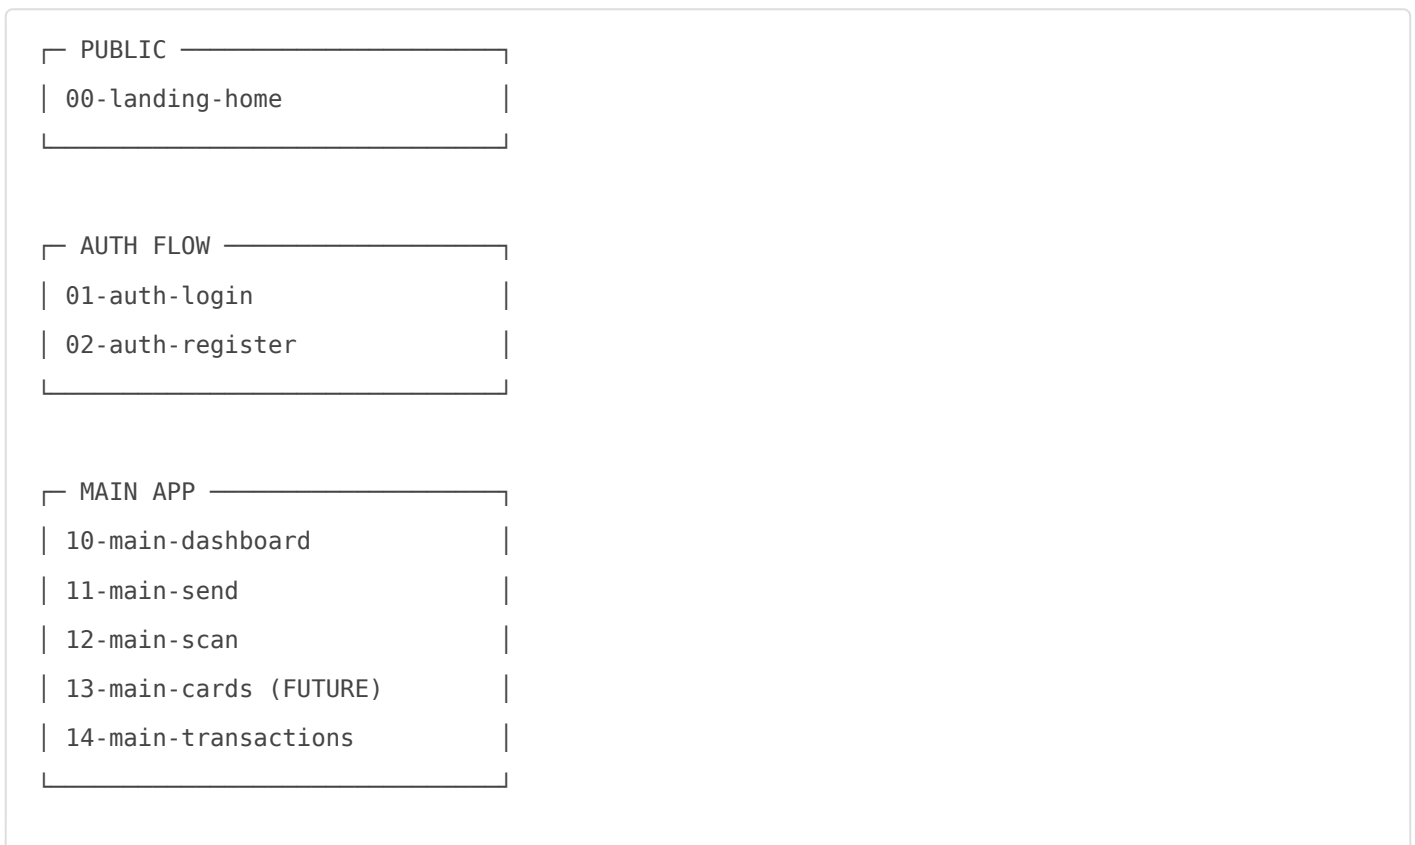 PUBLIC
00-landing-home
AUTH FLOW
01-auth-login
02-auth-register
MAIN APP
10-main-dashboard
11-main-send
12-main-scan
13-main-cards (FUTURE)
14-main-transactions